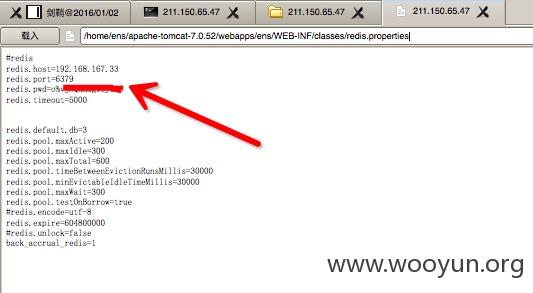 剑鞘@2016/01/02
211.150.65.47
211.150.65.47
211.150.65.47
载入
/home/ens/apache-tomcat-7.0.52/webapps/ens/WEB-INF/classes/redis.properties
#redis
redis.host=192.168.167.33
redis.port=6379
redis.pwd=
redis.timeout=5000
redis.default.db=3
redis.pool.maxActive=200
redis.pool.maxIdle=300
redis.pool.maxTotal=600
redis.pool.timeBetweenEvictionRunsMillis=30000
redis.pool.minEvictableIdleTimeMillis=30000
redis.pool.maxWait=300
redis.pool.testOnBorrow=true
#redis.encode=utf-8
redis.expire=604800000
#redis.unlock=false
back_accrual_redis=1
www.wooyun.org